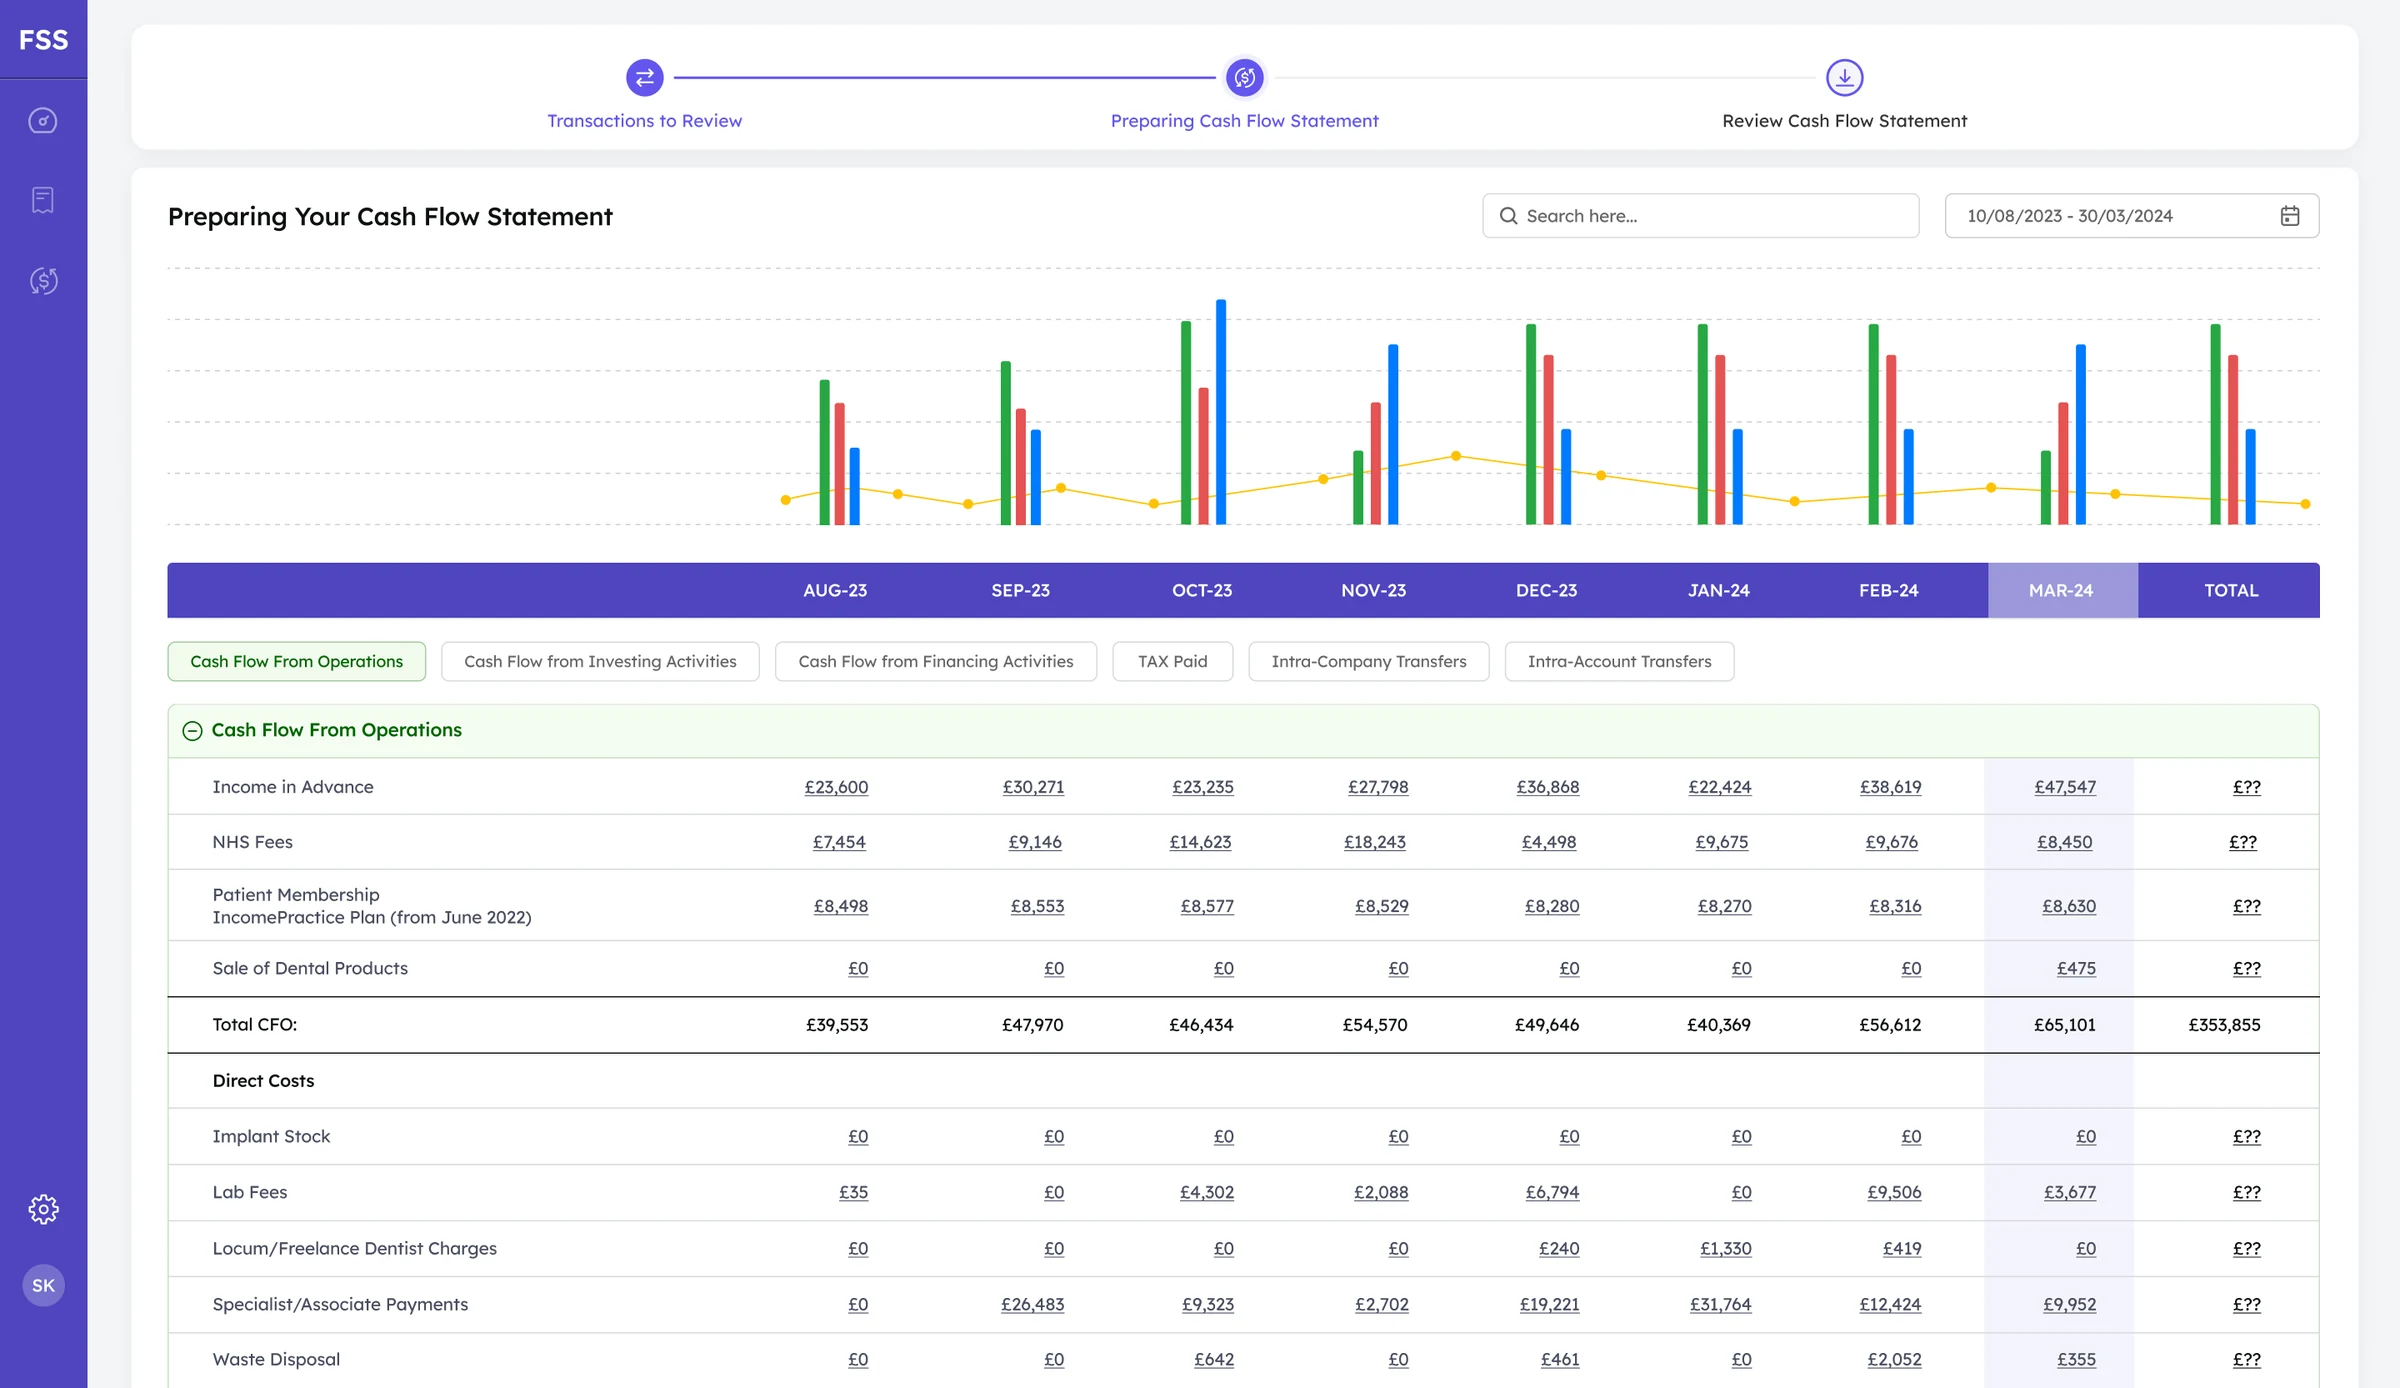 FSS
Transactions to Review
Preparing Cash Flow Statement
Review Cash Flow Statement
Preparing Your Cash Flow Statement
Search here...
10/08/2023 - 30/03/2024
AUG-23 SEP-23 OCT-23 NOV-23 DEC-23 JAN-24 FEB-24 MAR-24 TOTAL
Cash Flow From Operations Cash Flow from Investing Activities Cash Flow from Financing Activities TAX Paid Intra-Company Transfers Intra-Account Transfers
Cash Flow From Operations
Income in Advance £23,600 £30,271 £23,235 £27,798 £36,868 £22,424 £38,619 £47,547 £??
NHS Fees £7,454 £9,146 £14,623 £18,243 £4,498 £9,675 £9,676 £8,450 £??
Patient Membership
IncomePractice Plan (from June 2022) £8,498 £8,553 £8,577 £8,529 £8,280 £8,270 £8,316 £8,630 £??
Sale of Dental Products £0 £0 £0 £0 £0 £0 £0 £475 £??
Total CFO: £39,553 £47,970 £46,434 £54,570 £49,646 £40,369 £56,612 £65,101 £353,855
Direct Costs
Implant Stock £0 £0 £0 £0 £0 £0 £0 £0 £??
Lab Fees £35 £0 £4,302 £2,088 £6,794 £0 £9,506 £3,677 £??
Locum/Freelance Dentist Charges £0 £0 £0 £0 £240 £1,330 £419 £0 £??
Specialist/Associate Payments £0 £26,483 £9,323 £2,702 £19,221 £31,764 £12,424 £9,952 £??
Waste Disposal £0 £0 £642 £0 £461 £0 £2,052 £355 £??
SK